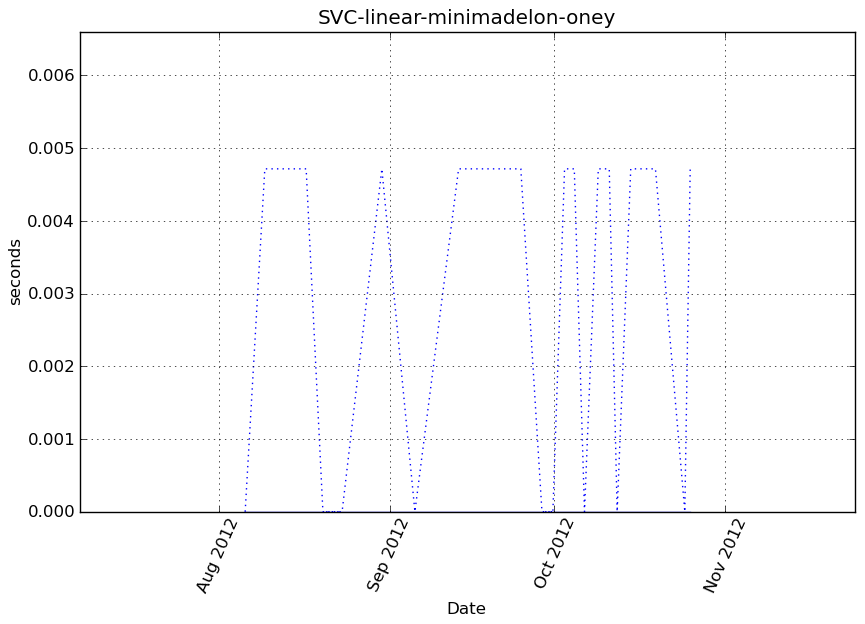 SVC-linear-minimadelon-oney
0.006
0.005
0.004
0.003
0.002
0.001
0.000
seconds
Aug 2012
Sep 2012
Oct 2012
Nov 2012
Date